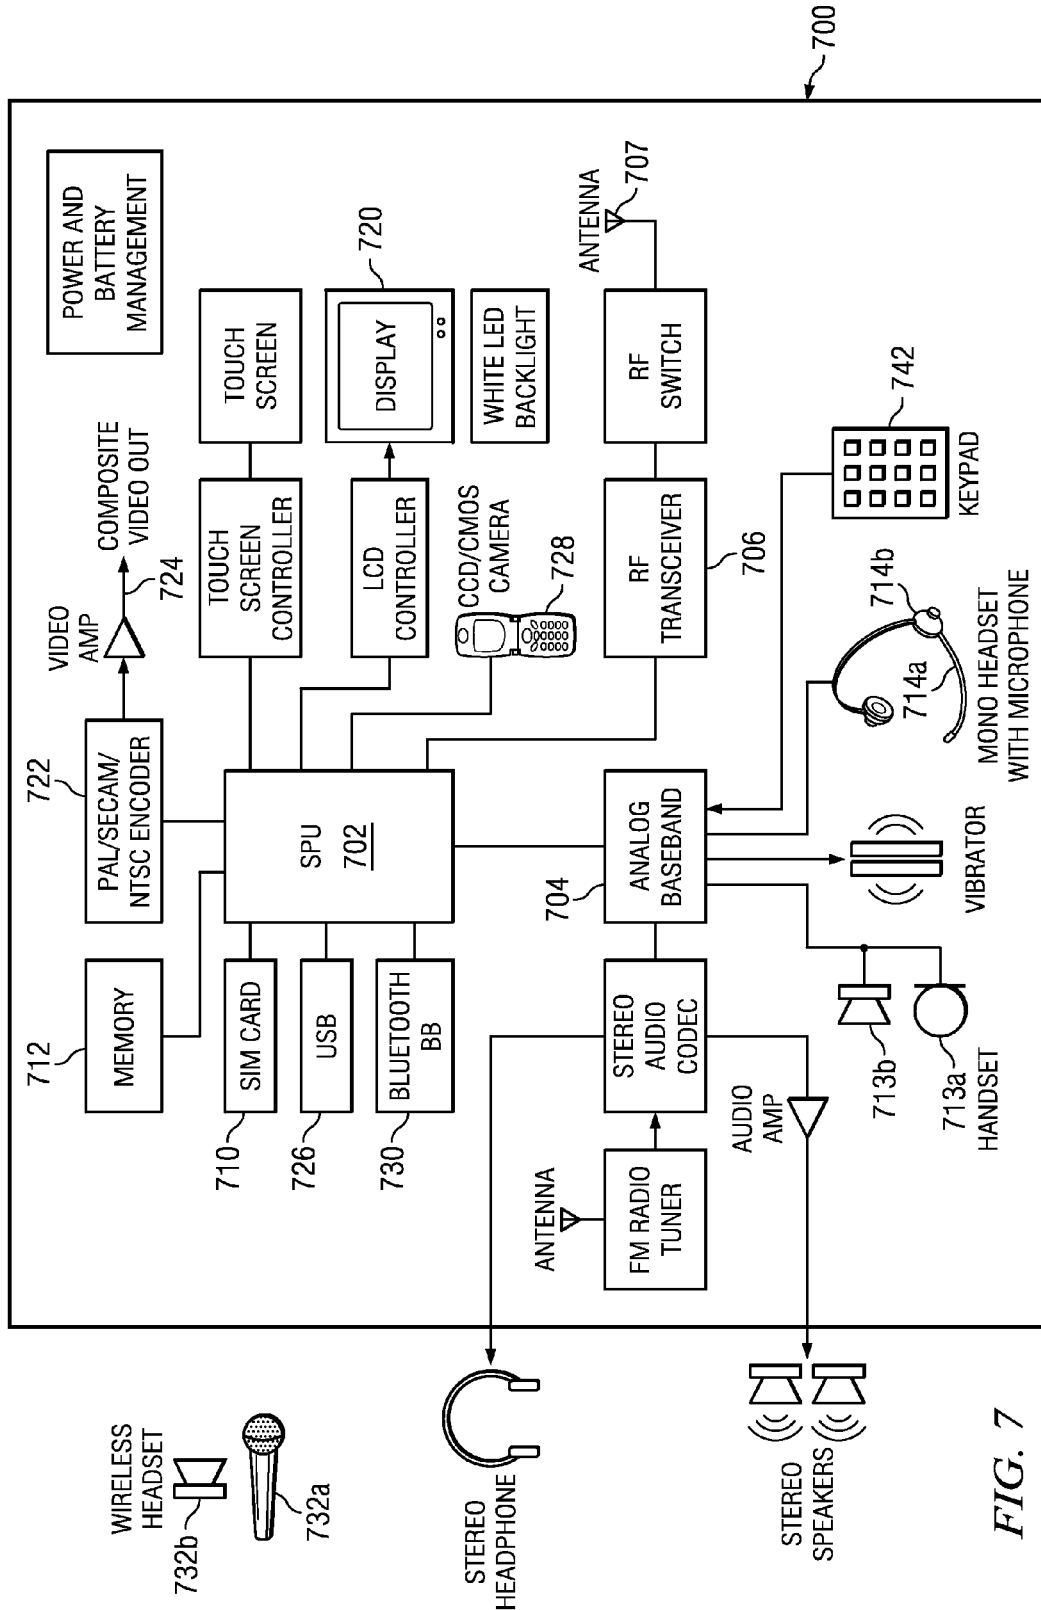 700
POWER AND
BATTERY
MANAGEMENT
COMPOSITE
VIDEO OUT
724
VIDEO
AMP
722
PAL/SECAM/
NTSC ENCODER
712
MEMORY
TOUCH
SCREEN
TOUCH
SCREEN
CONTROLLER
720
DISPLAY
LCD
CONTROLLER
WHITE LED
BACKLIGHT
CCD/CMOS
CAMERA
728
SPU
702
SIM CARD
710
USB
726
BLUETOOTH
BB
730
ANTENNA
707
RF
SWITCH
RF
TRANSCEIVER
706
ANALOG
BASEBAND
704
STEREO
AUDIO
CODEC
FM RADIO
TUNER
ANTENNA
AUDIO
AMP
742
KEYPAD
714b
714a
MONO HEADSET
WITH MICROPHONE
VIBRATOR
713b
713a
HANDSET
WIRELESS
HEADSET
732b
732a
STEREO
HEADPHONE
STEREO
SPEAKERS
FIG. 7